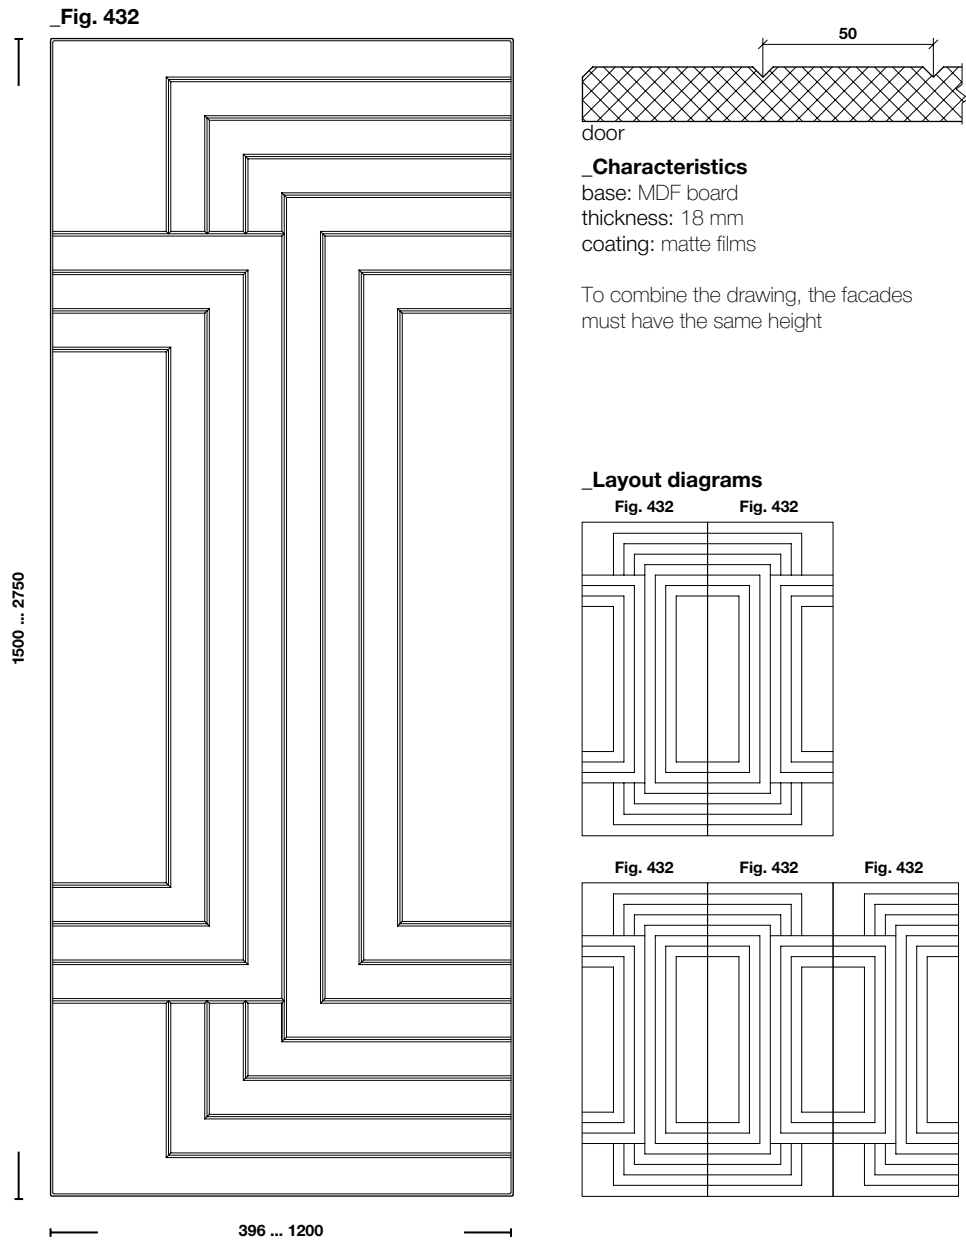 _Fig. 432
1500 ... 2750
396 ... 1200
50
door
_Characteristics
base: MDF board
thickness: 18 mm
coating: matte films
To combine the drawing, the facades
must have the same height
_Layout diagrams
Fig. 432 Fig. 432
Fig. 432 Fig. 432 Fig. 432